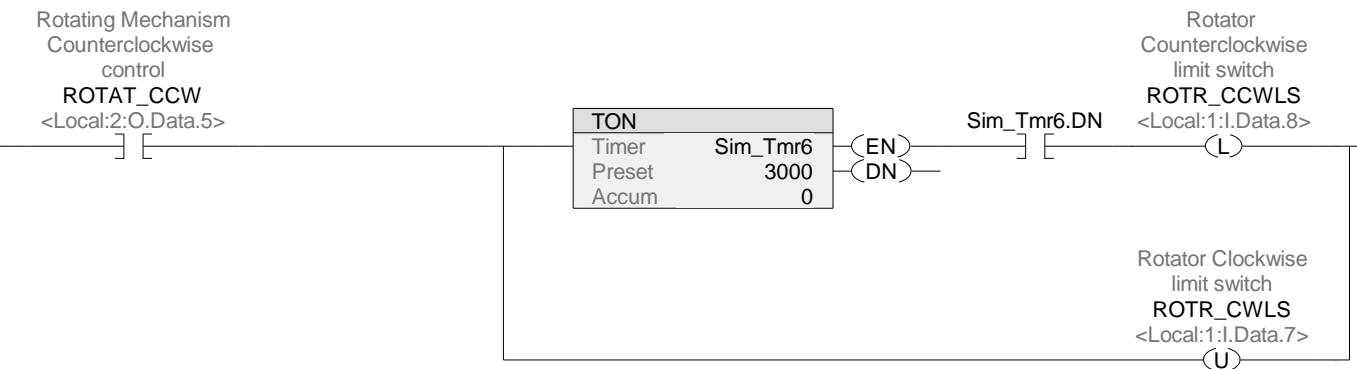 Rotating Mechanism
Counterclockwise
control
ROTAT_CCW
<Local:2:O.Data.5>
TON
Timer Sim_Tmr6
Preset 3000
Accum 0
EN
DN
Sim_Tmr6.DN
Rotator
Counterclockwise
limit switch
ROTR_CCWLS
<Local:1:I.Data.8>
L
Rotator Clockwise
limit switch
ROTR_CWLS
<Local:1:I.Data.7>
U